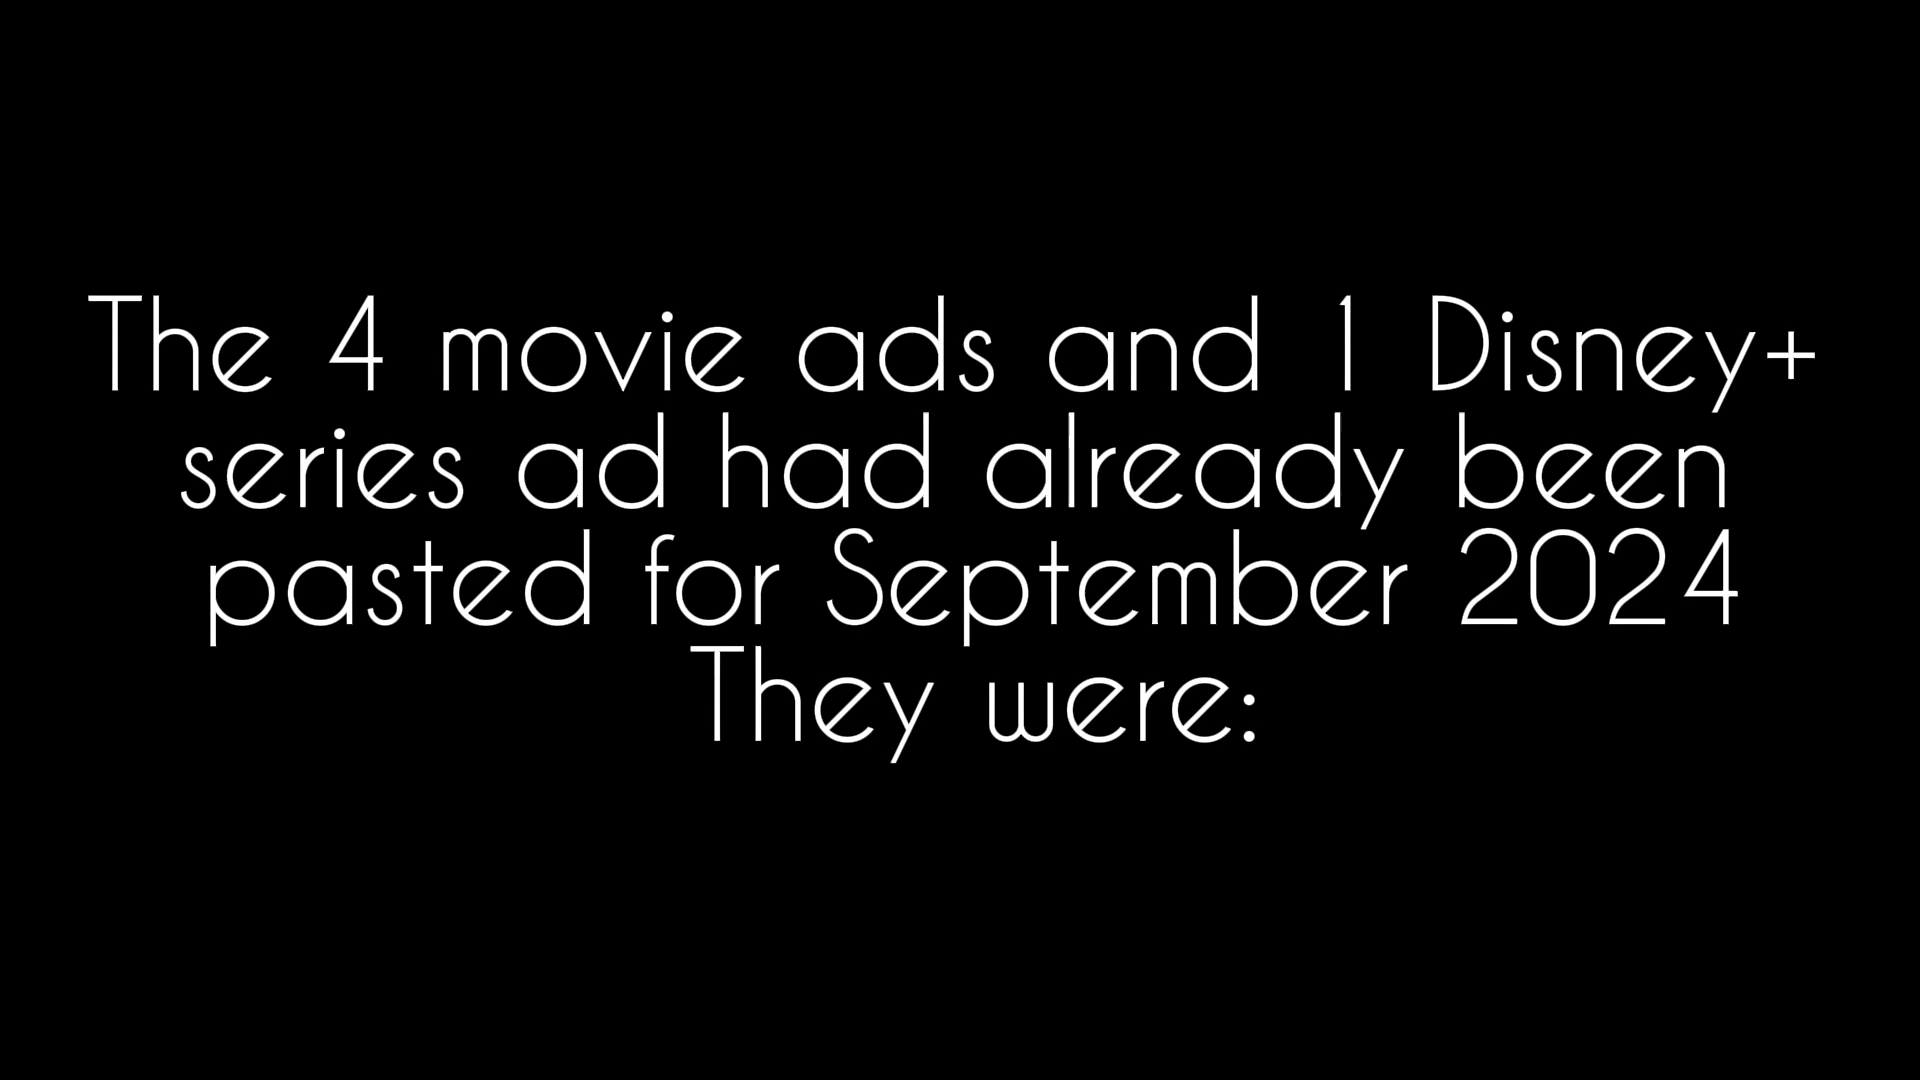 The 4 movie ads and 1 Disney+
series ad had already been
pasted for September 2024
They were: